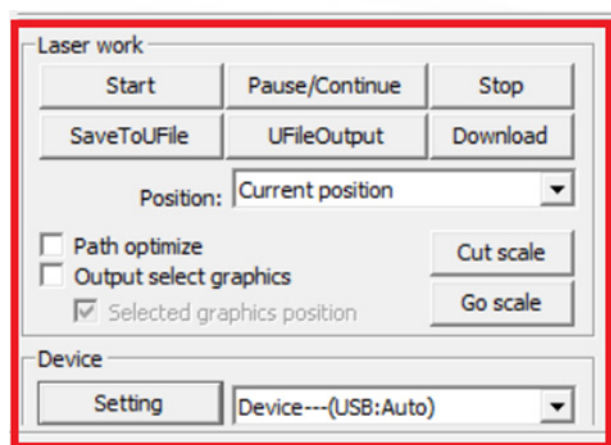 Laser work
Start Pause/Continue Stop
SaveToUFile UFileOutput Download
Position: Current position
Path optimize
Output select graphics
Cut scale
Selected graphics position
Go scale
Device
Setting Device---(USB:Auto)